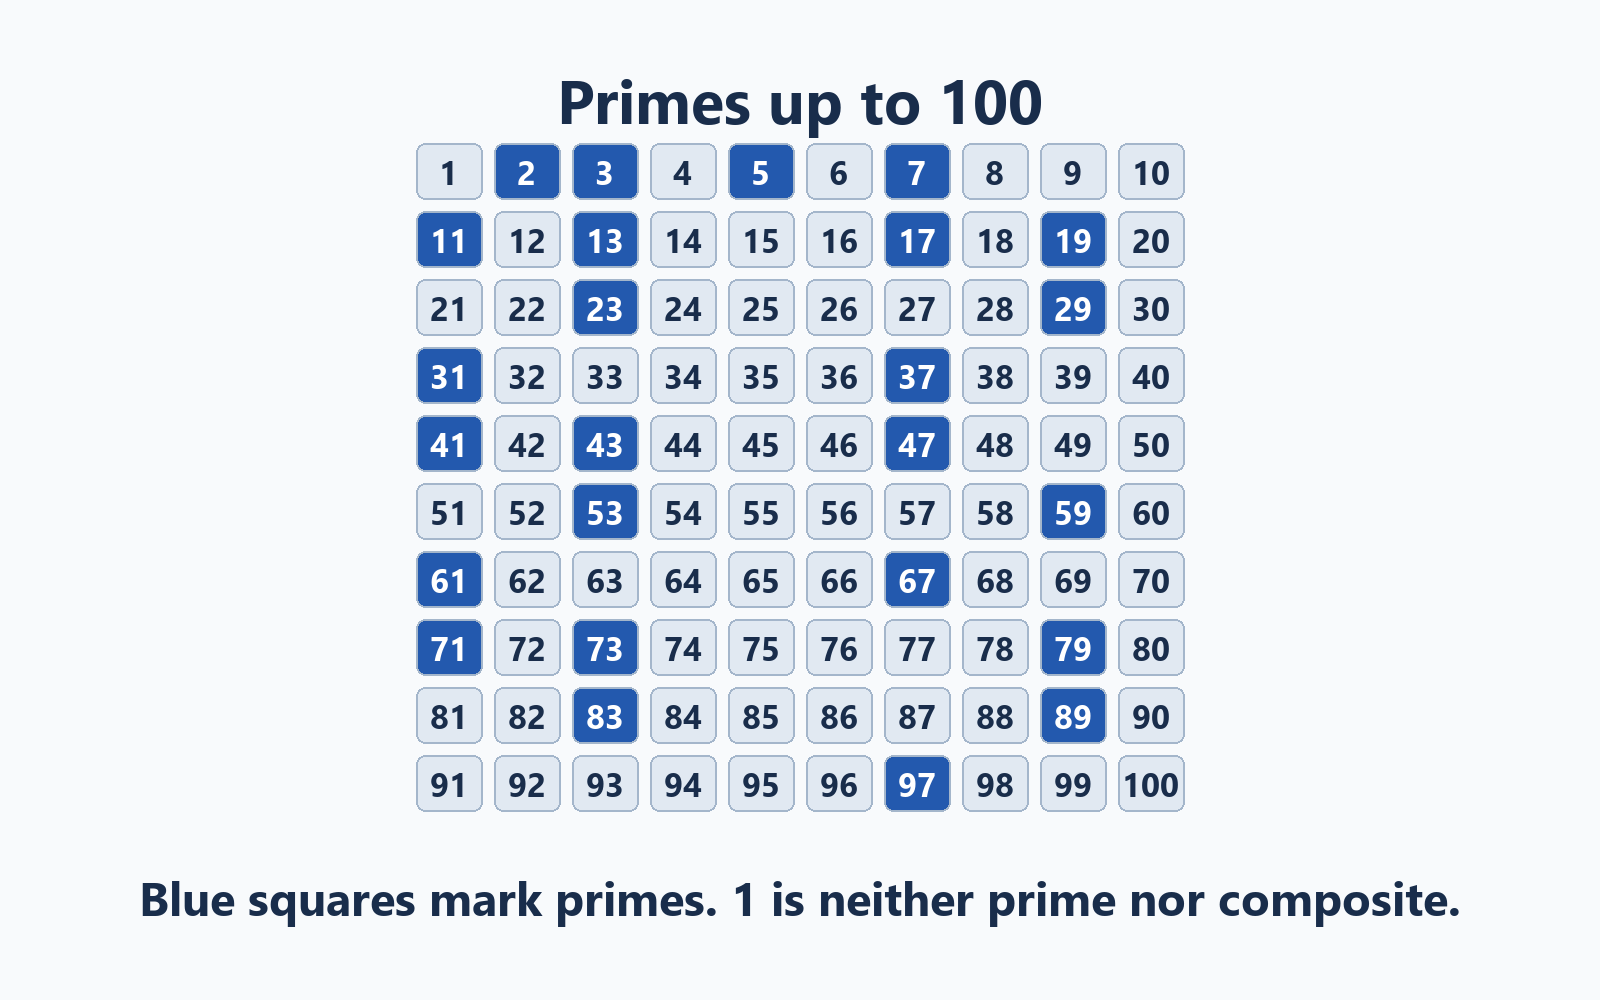 Primes up to 100
1 2 3 4 5 6 7 8 9 10
11 12 13 14 15 16 17 18 19 20
21 22 23 24 25 26 27 28 29 30
31 32 33 34 35 36 37 38 39 40
41 42 43 44 45 46 47 48 49 50
51 52 53 54 55 56 57 58 59 60
61 62 63 64 65 66 67 68 69 70
71 72 73 74 75 76 77 78 79 80
81 82 83 84 85 86 87 88 89 90
91 92 93 94 95 96 97 98 99 100
Blue squares mark primes. 1 is neither prime nor composite.